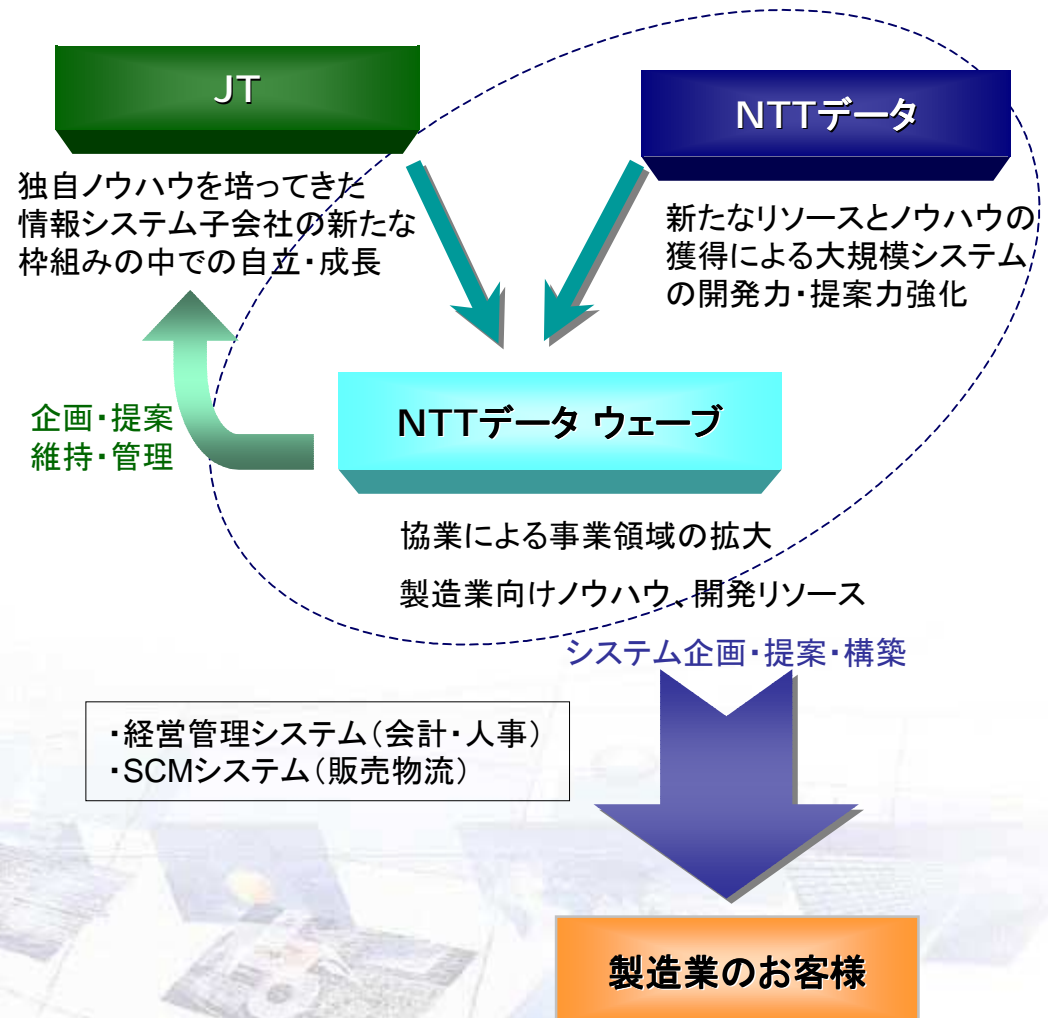 JT
NTTデータ
独自ノウハウを培ってきた
情報システム子会社の新たな
枠組みの中での自立・成長
新たなリソースとノウハウの
獲得による大規模システム
の開発力・提案力強化
企画・提案
維持・管理
NTTデータ ウェーブ
協業による事業領域の拡大
製造業向けノウハウ、開発リソース
システム企画・提案・構築
・経営管理システム(会計・人事)
・SCMシステム(販売物流)
製造業のお客様